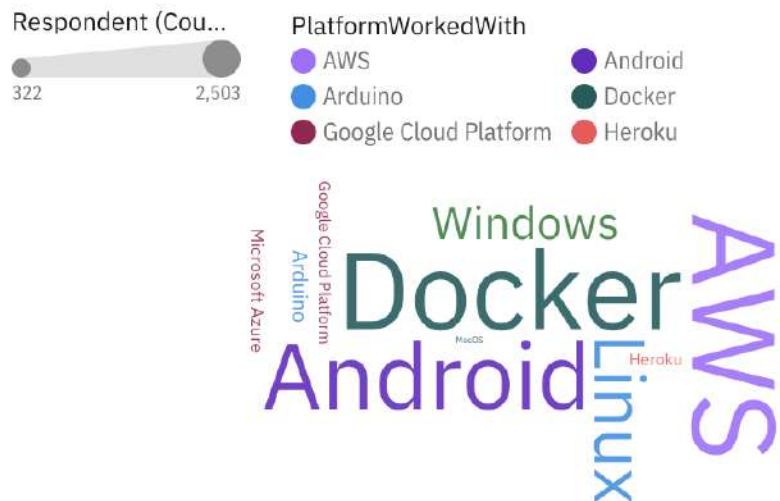 Respondent (Cou...
322
2,503
PlatformWorkedWith
AWS
Android
Arduino
Docker
Google Cloud Platform
Heroku
Windows
Docker
AWS
Google Cloud Platform
Arduino
Microsoft Azure
MacOS
Android
Linux
Heroku